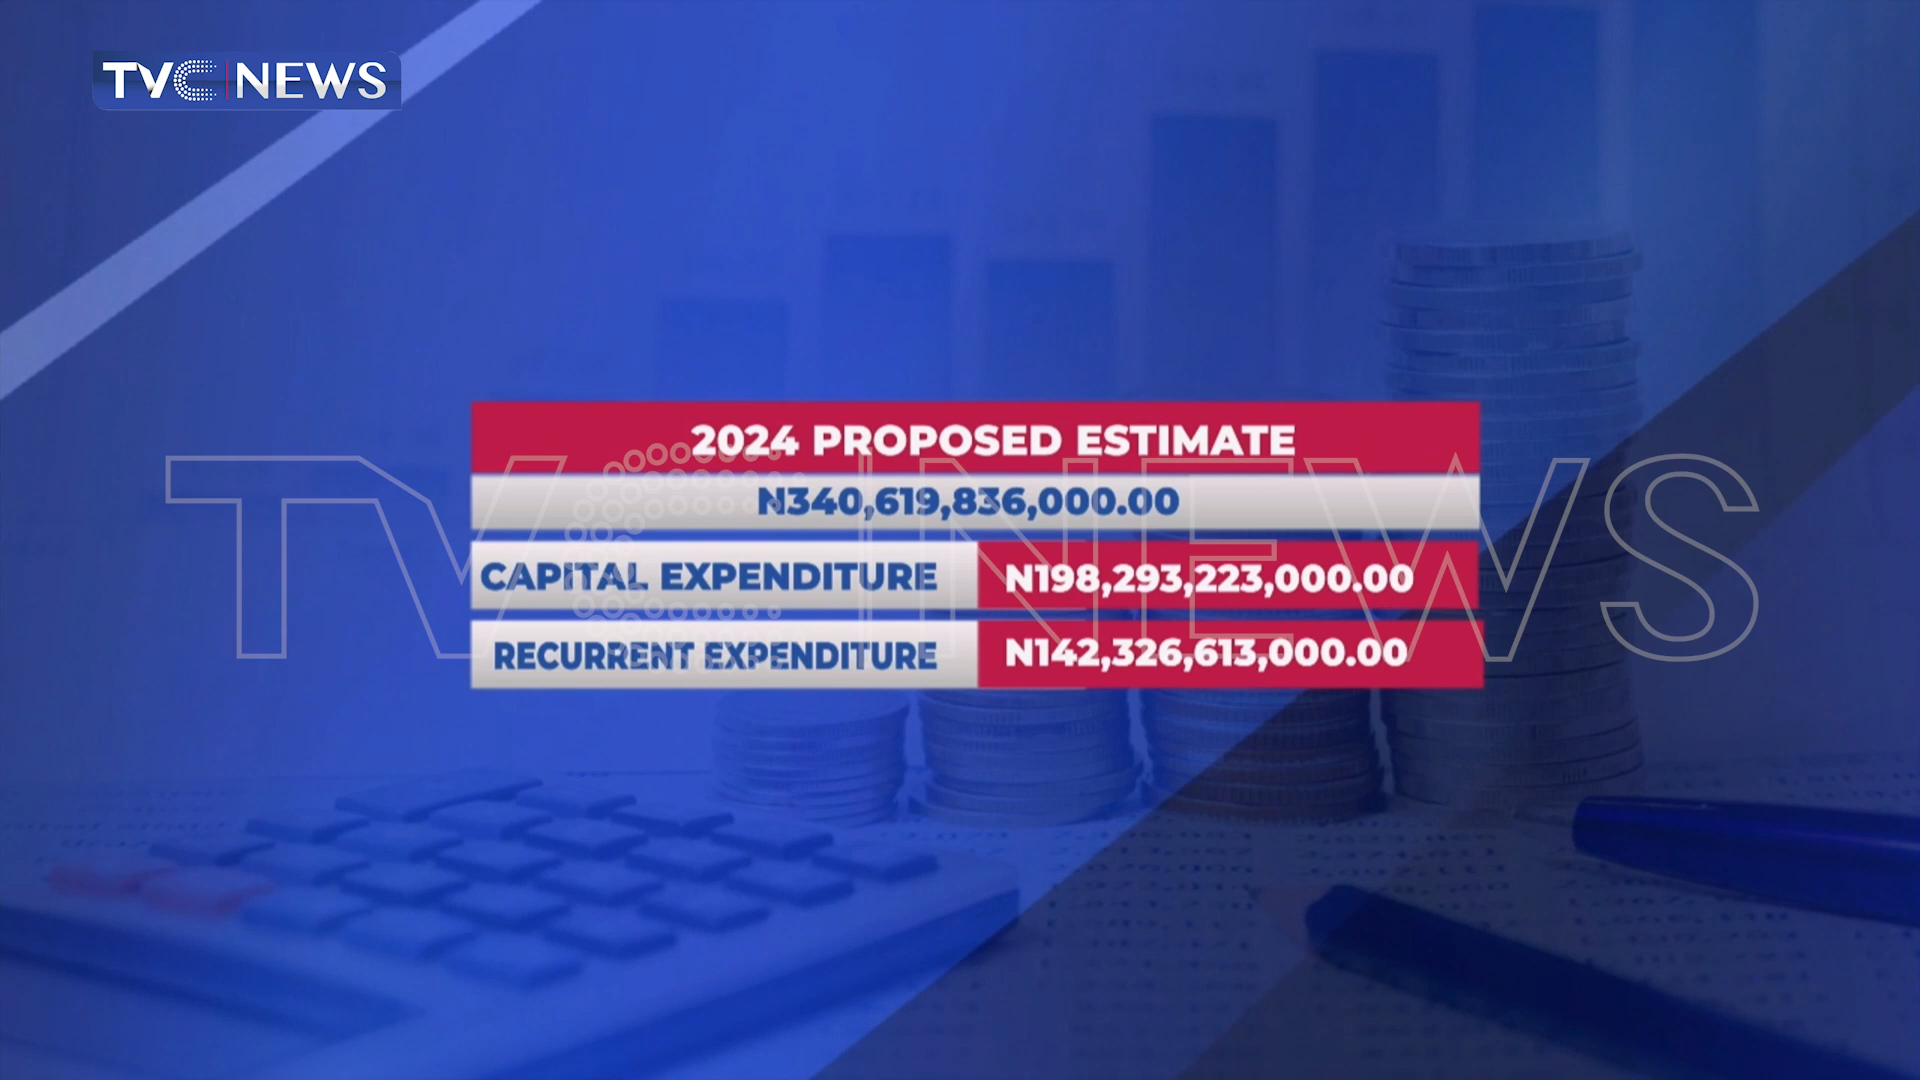 TVC NEWS
2024 PROPOSED ESTIMATE
N340,619,836,000.00
CAPITAL EXPENDITURE N198,293,223,000.00
RECURRENT EXPENDITURE N142,326,613,000.00
TVC NEWS